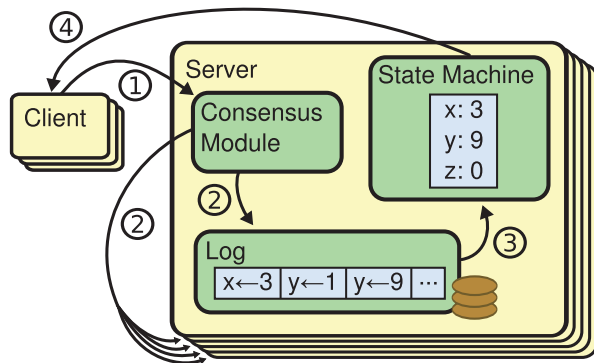 ④
①
Server
State Machine
Client
Consensus
Module
x: 3
y: 9
z: 0
②
②
③
Log
x←3 y←1 y←9 ···